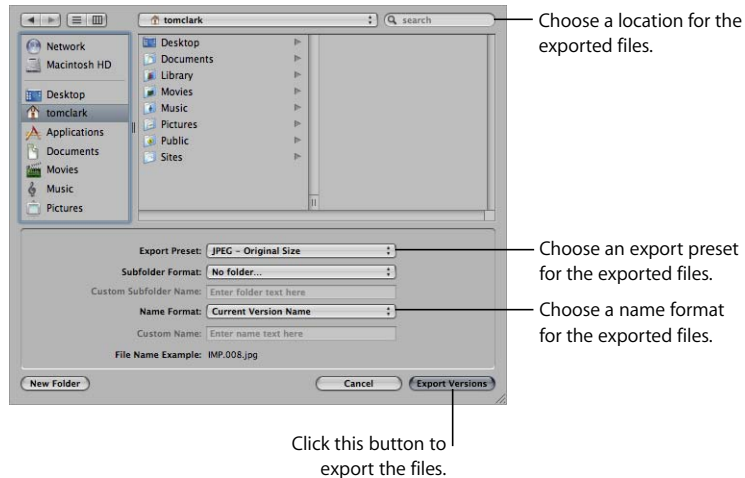 tomclark
search
Choose a location for the
exported files.
Network
Macintosh HD
Desktop
tomclark
Applications
Documents
Movies
Music
Pictures
Desktop
Documents
Library
Movies
Music
Pictures
Public
Sites
Export Preset: JPEG – Original Size
Choose an export preset
for the exported files.
Subfolder Format: No folder...
Custom Subfolder Name: Enter folder text here
Name Format: Current Version Name
Choose a name format
for the exported files.
Custom Name: Enter name text here
File Name Example: IMP.008.jpg
New Folder
Cancel
Export Versions
Click this button to
export the files.